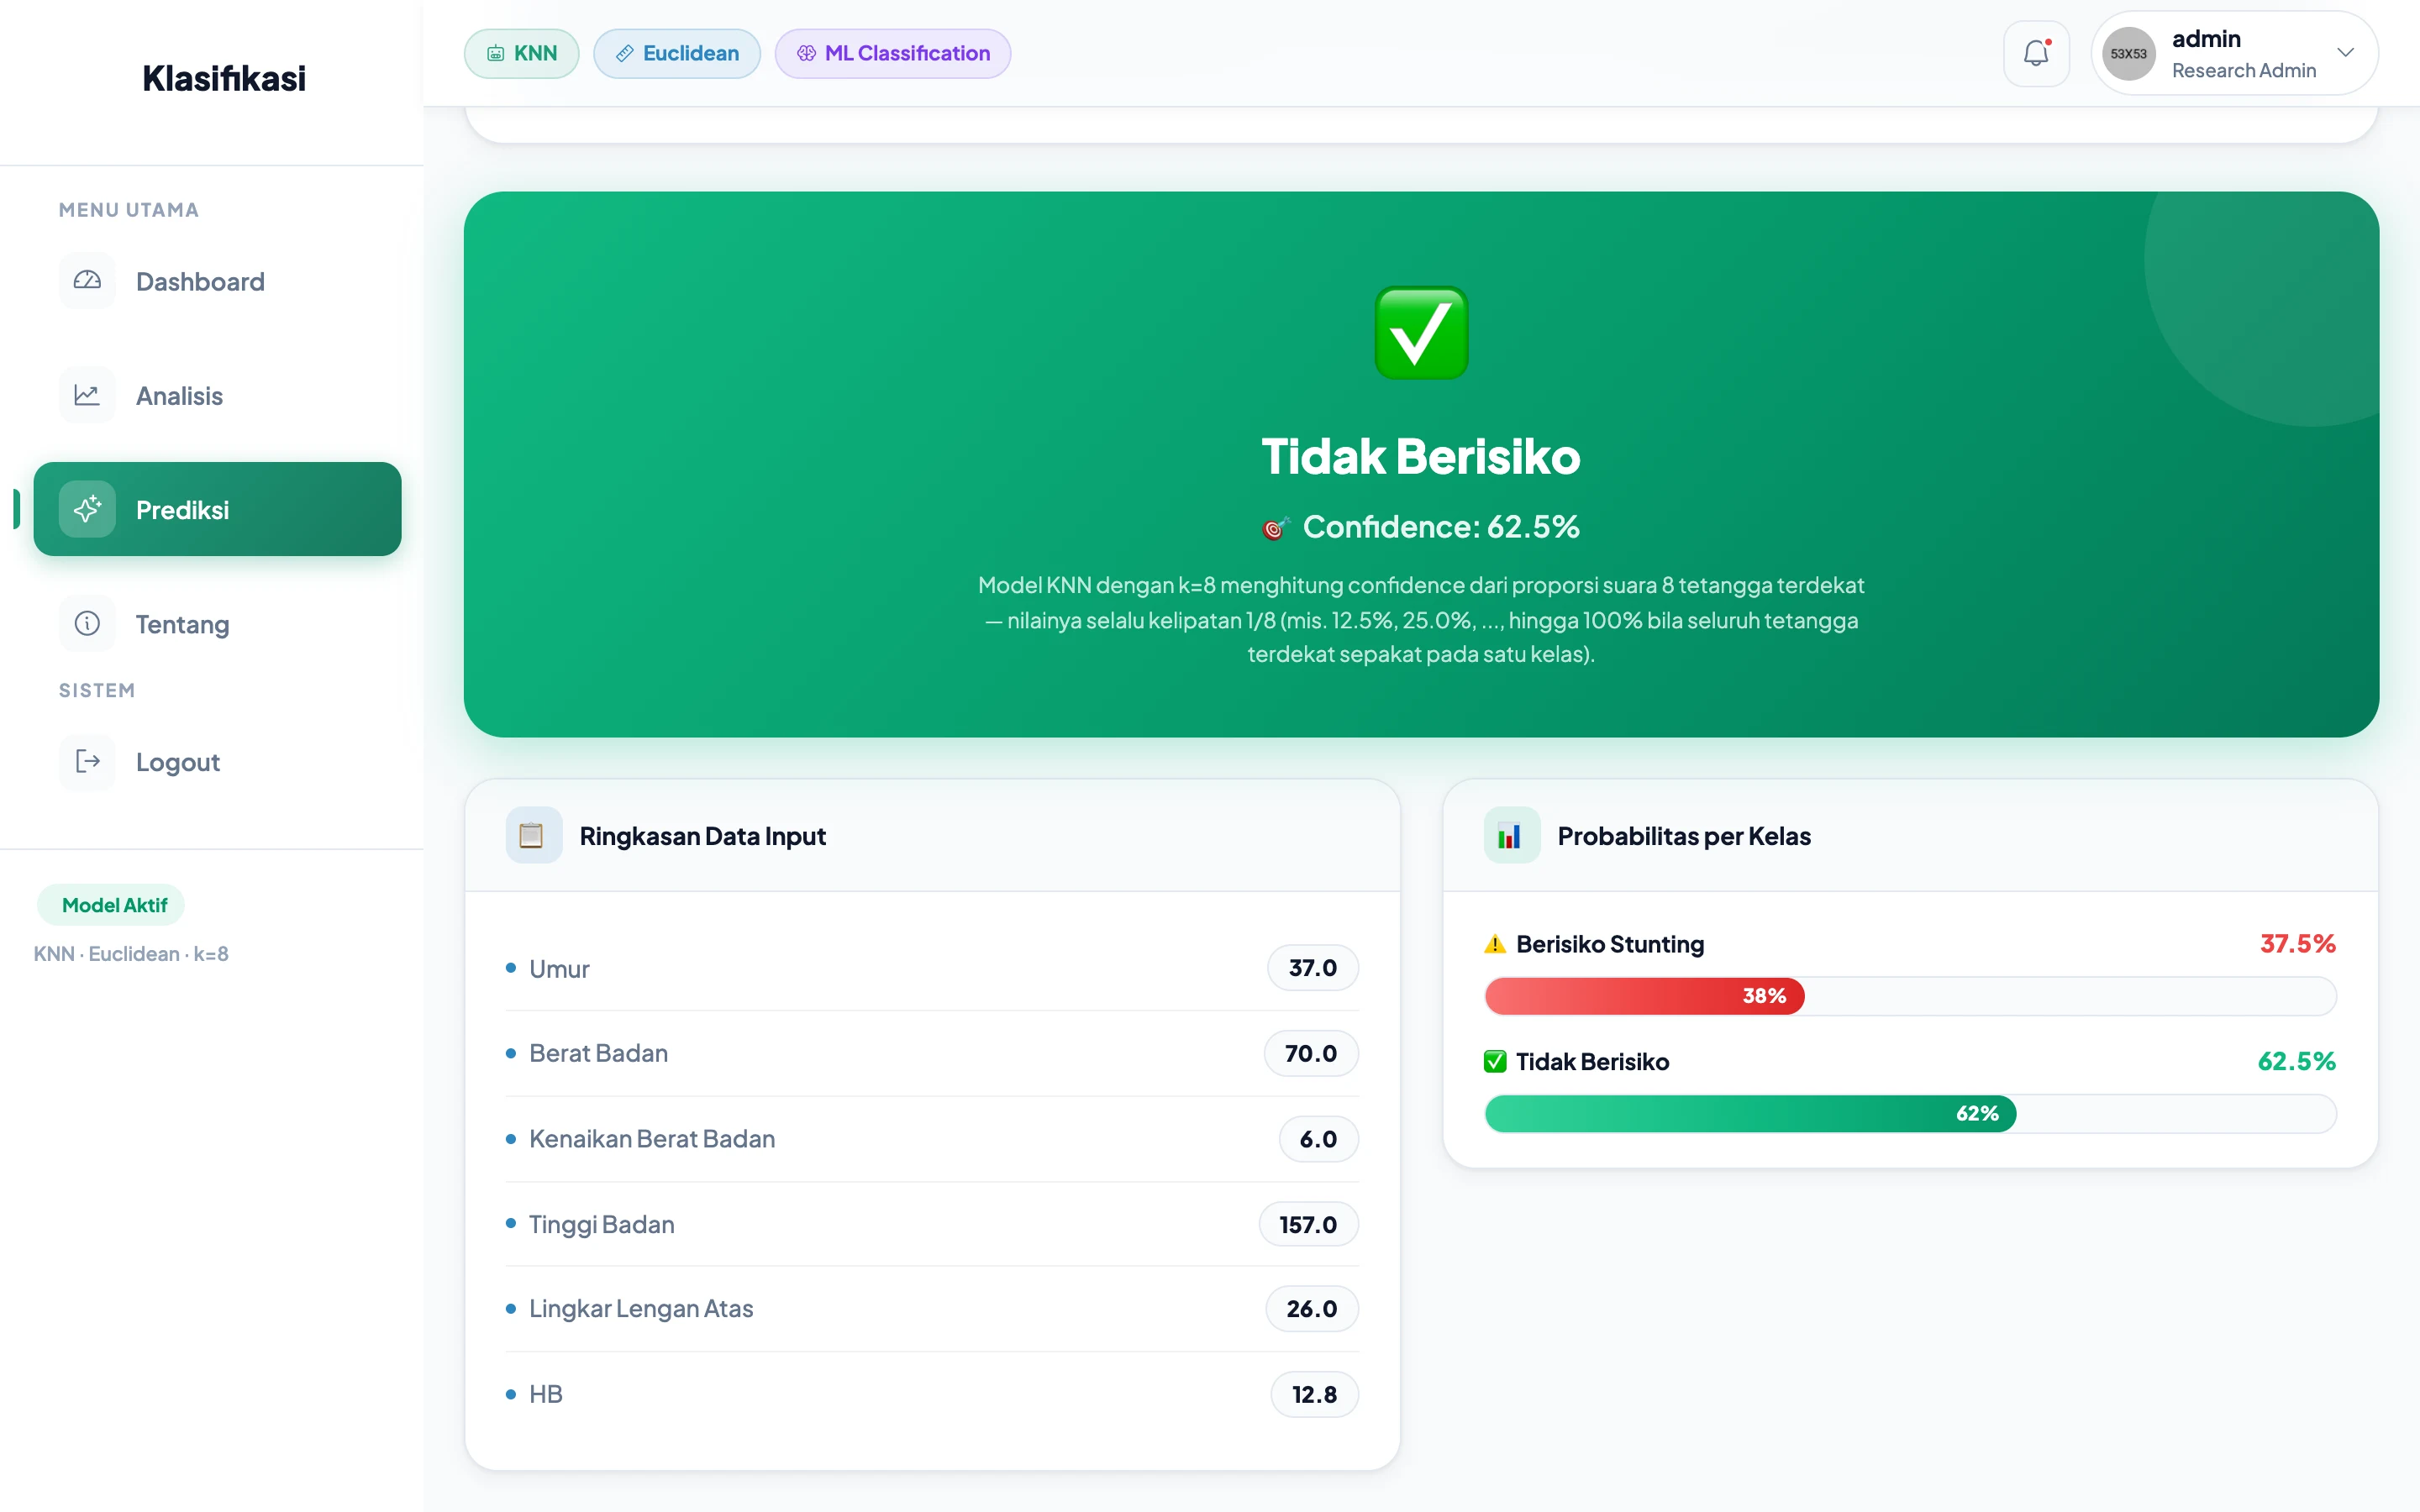 Klasifikasi
MENU UTAMA
Dashboard
Analisis
Prediksi
Tentang
SISTEM
Logout
Model Aktif
KNN · Euclidean · k=8
KNN
Euclidean
ML Classification
53X53
admin
Research Admin
Tidak Berisiko
Confidence: 62.5%
Model KNN dengan k=8 menghitung confidence dari proporsi suara 8 tetangga terdekat
— nilainya selalu kelipatan 1/8 (mis. 12.5%, 25.0%, ..., hingga 100% bila seluruh tetangga
terdekat sepakat pada satu kelas).
Ringkasan Data Input
Umur 37.0
Berat Badan 70.0
Kenaikan Berat Badan 6.0
Tinggi Badan 157.0
Lingkar Lengan Atas 26.0
HB 12.8
Probabilitas per Kelas
Berisiko Stunting 37.5%
38%
Tidak Berisiko 62.5%
62%